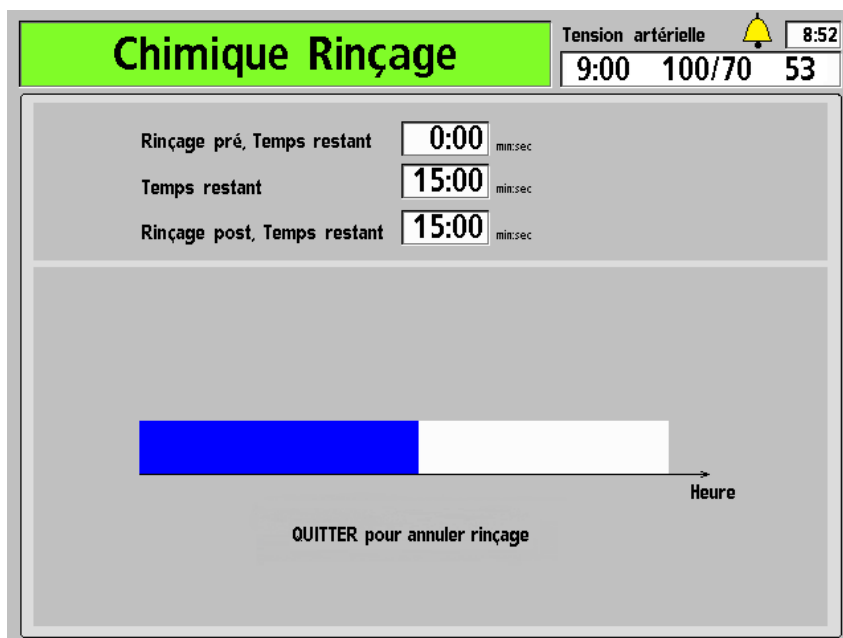 Chimique Rinçage
Tension artérielle 8:52
9:00 100/70 53
Rinçage pré, Temps restant 0:00 min:sec
Temps restant 15:00 min:sec
Rinçage post, Temps restant 15:00 min:sec
Heure
QUITTER pour annuler rinçage